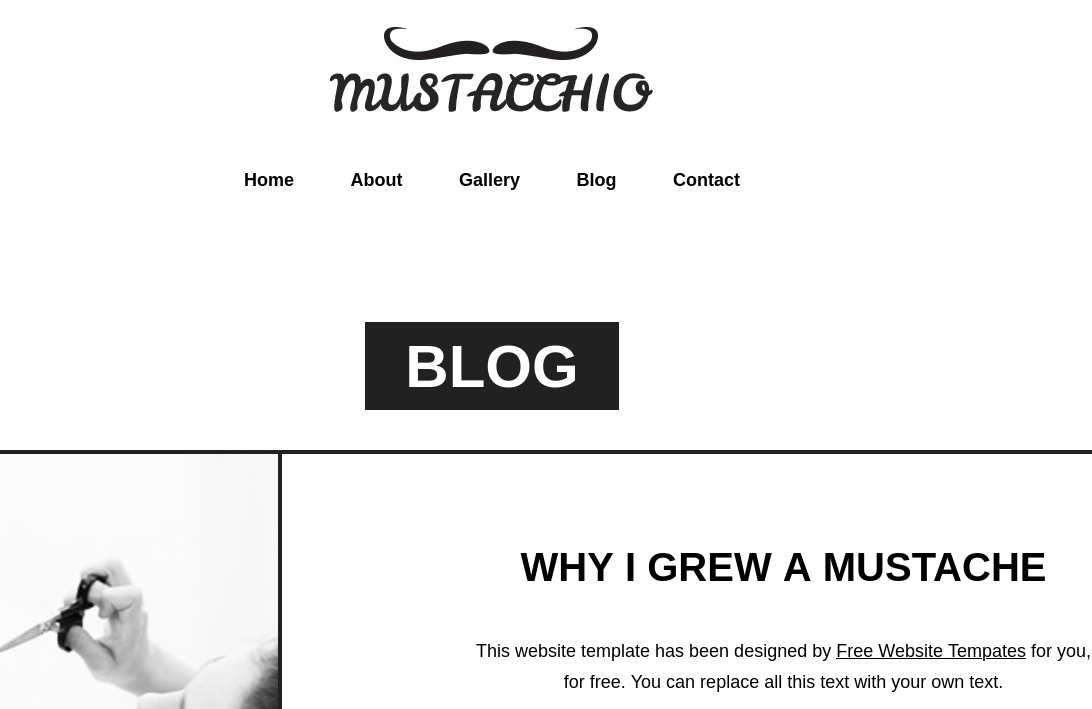 MUSTACCHIO
Home About Gallery Blog Contact
BLOG
WHY I GREW A MUSTACHE
This website template has been designed by Free Website Tempates for you,
for free. You can replace all this text with your own text.